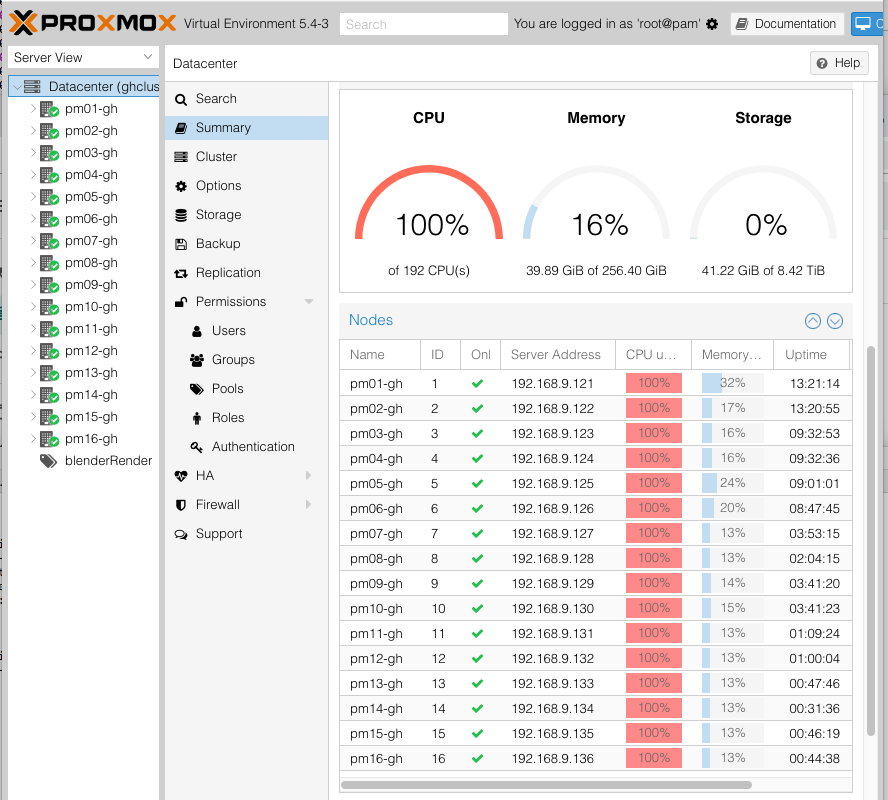 PROXMOX Virtual Environment 5.4-3 Search You are logged in as 'root@pam' Documentation
Server View
Datacenter (ghclus
pm01-gh
pm02-gh
pm03-gh
pm04-gh
pm05-gh
pm06-gh
pm07-gh
pm08-gh
pm09-gh
pm10-gh
pm11-gh
pm12-gh
pm13-gh
pm14-gh
pm15-gh
pm16-gh
blenderRender
Datacenter Help
Search
Summary
Cluster
Options
Storage
Backup
Replication
Permissions
Users
Groups
Pools
Roles
Authentication
HA
Firewall
Support
CPU Memory Storage
100% 16% 0%
of 192 CPU(s) 39.89 GiB of 256.40 GiB 41.22 GiB of 8.42 TiB
Nodes
Name ID Onl Server Address CPU u... Memory... Uptime
pm01-gh 1 192.168.9.121 100% 32% 13:21:14
pm02-gh 2 192.168.9.122 100% 17% 13:20:55
pm03-gh 3 192.168.9.123 100% 16% 09:32:53
pm04-gh 4 192.168.9.124 100% 16% 09:32:36
pm05-gh 5 192.168.9.125 100% 24% 09:01:01
pm06-gh 6 192.168.9.126 100% 20% 08:47:45
pm07-gh 7 192.168.9.127 100% 13% 03:53:15
pm08-gh 8 192.168.9.128 100% 13% 02:04:15
pm09-gh 9 192.168.9.129 100% 14% 03:41:20
pm10-gh 10 192.168.9.130 100% 15% 03:41:23
pm11-gh 11 192.168.9.131 100% 13% 01:09:24
pm12-gh 12 192.168.9.132 100% 13% 01:00:04
pm13-gh 13 192.168.9.133 100% 13% 00:47:46
pm14-gh 14 192.168.9.134 100% 13% 00:31:36
pm15-gh 15 192.168.9.135 100% 13% 00:46:19
pm16-gh 16 192.168.9.136 100% 13% 00:44:38